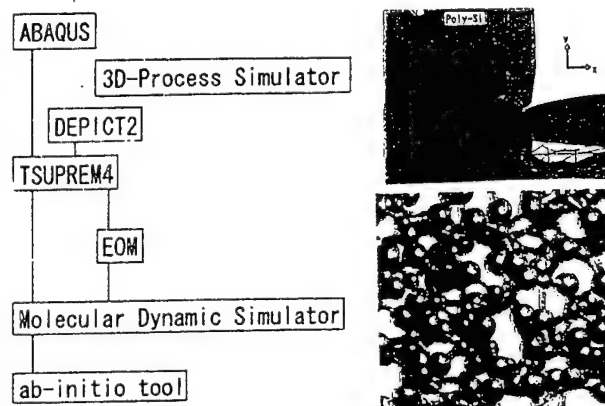 ABAQUS
3D-Process Simulator
DEPICT2
TSUPREM4
EOM
Molecular Dynamic Simulator
ab-initio tool
Poly-Si
Y
X